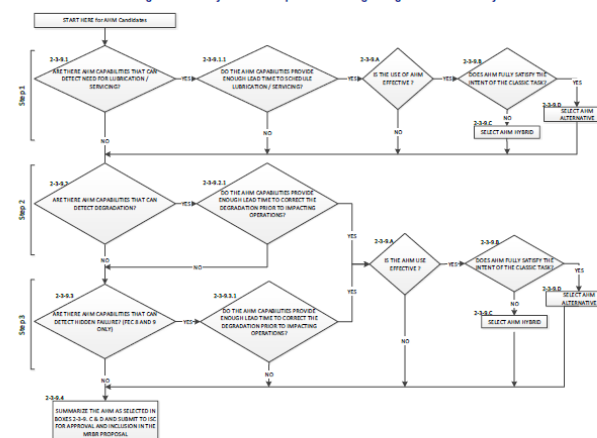 START HERE for AHM Candidates
Step 1
2-3-9.1
ARE THERE AHM CAPABILITIES THAT CAN
DETECT NEED FOR LUBRICATION /
SERVICING?
YES
NO
2-3-9.1.1
DO THE AHM CAPABILITIES PROVIDE
ENOUGH LEAD TIME TO SCHEDULE
LUBRICATION / SERVICING?
YES
NO
2-3-9.A
IS THE USE OF AHM
EFFECTIVE ?
YES
NO
2-3-9.B
DOES AHM FULLY SATISFY THE
INTENT OF THE CLASSIC TASK?
YES
NO
2-3-9.C
SELECT AHM HYBRID
2-3-9.D
SELECT AHM
ALTERNATIVE
Step 2
2-3-9.2
ARE THERE AHM CAPABILITIES THAT CAN
DETECT DEGRADATION?
YES
NO
2-3-9.2.1
DO THE AHM CAPABILITIES PROVIDE
ENOUGH LEAD TIME TO CORRECT THE
DEGRADATION PRIOR TO IMPACTING
OPERATIONS?
YES
NO
Step3
2-3-9.3
ARE THERE AHM CAPABILITIES THAT CAN
DETECT HIDDEN FAILURE? (FEC 8 AND 9
ONLY)
YES
NO
2-3-9.3.1
DO THE AHM CAPABILITIES PROVIDE
ENOUGH LEAD TIME TO CORRECT THE
DEGRADATION PRIOR TO IMPACTING
OPERATIONS?
YES
NO
2-3-9.A
IS THE AHM USE
EFFECTIVE ?
YES
NO
2-3-9.B
DOES AHM FULLY SATISFY THE
INTENT OF THE CLASSIC TASK?
YES
NO
2-3-9.C
SELECT AHM HYBRID
2-3-9.D
SELECT AHM
ALTERNATIVE
2-3-9.4
SUMMARIZE THE AHM AS SELECTED IN
BOXES 2-3-9. C & D AND SUBMIT TO ISC
FOR APPROVAL AND INCLUSION IN THE
MRBR PROPOSAL